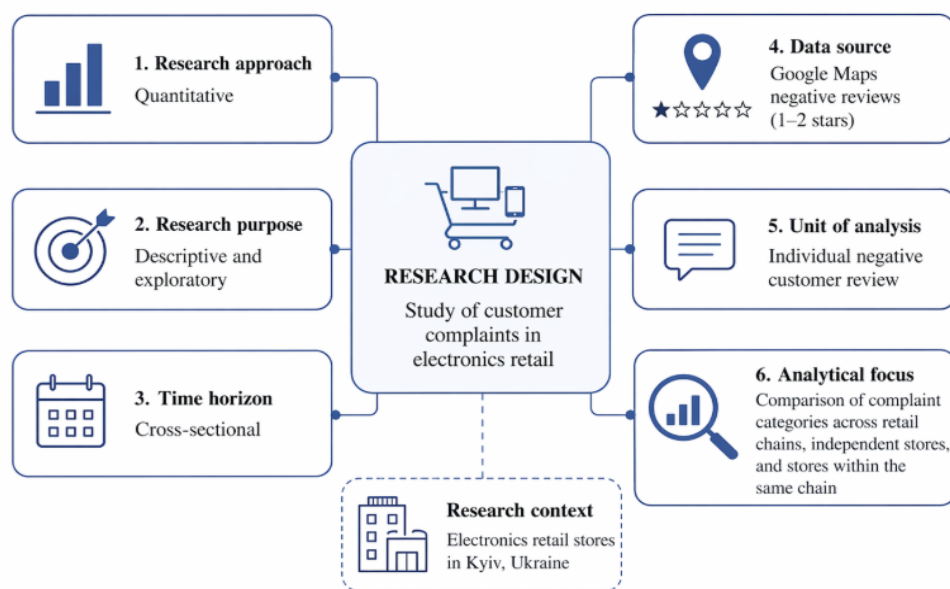 1. Research approach
Quantitative
2. Research purpose
Descriptive and
exploratory
3. Time horizon
Cross-sectional
RESEARCH DESIGN
Study of customer
complaints in
electronics retail
4. Data source
Google Maps
negative reviews
(1–2 stars)
5. Unit of analysis
Individual negative
customer review
6. Analytical focus
Comparison of complaint
categories across retail
chains, independent stores,
and stores within the
same chain
Research context
Electronics retail stores
in Kyiv, Ukraine